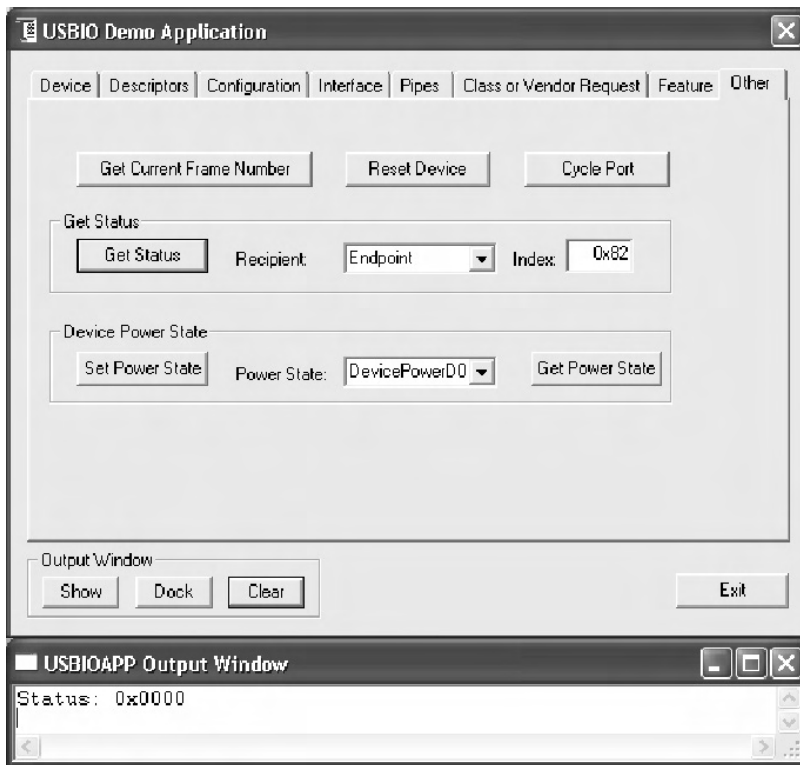 USBIO Demo Application
Device Descriptors Configuration Interface Pipes Class or Vendor Request Feature Other
Get Current Frame Number Reset Device Cycle Port
Get Status
Get Status Recipient: Endpoint Index: 0x82
Device Power State
Set Power State Power State: DevicePowerD0 Get Power State
Output Window
Show Dock Clear Exit
USBIOAPP Output Window
Status: 0x0000